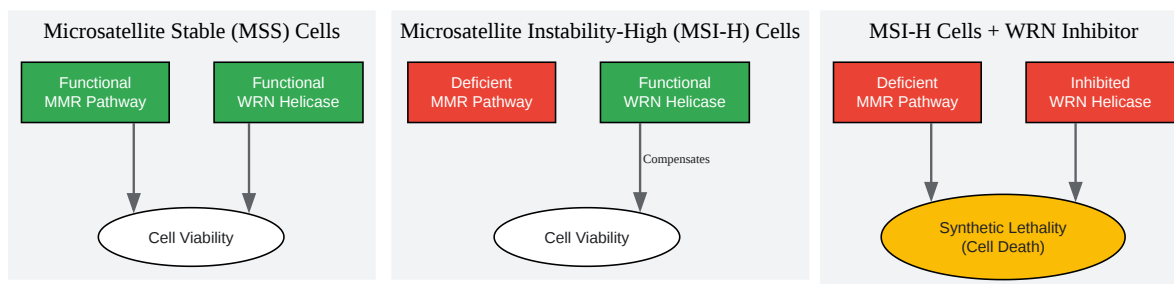 Microsatellite Stable (MSS) Cells
Functional
MMR Pathway
Functional
WRN Helicase
Cell Viability
Microsatellite Instability-High (MSI-H) Cells
Deficient
MMR Pathway
Functional
WRN Helicase
Compensates
Cell Viability
MSI-H Cells + WRN Inhibitor
Deficient
MMR Pathway
Inhibited
WRN Helicase
Synthetic Lethality
(Cell Death)